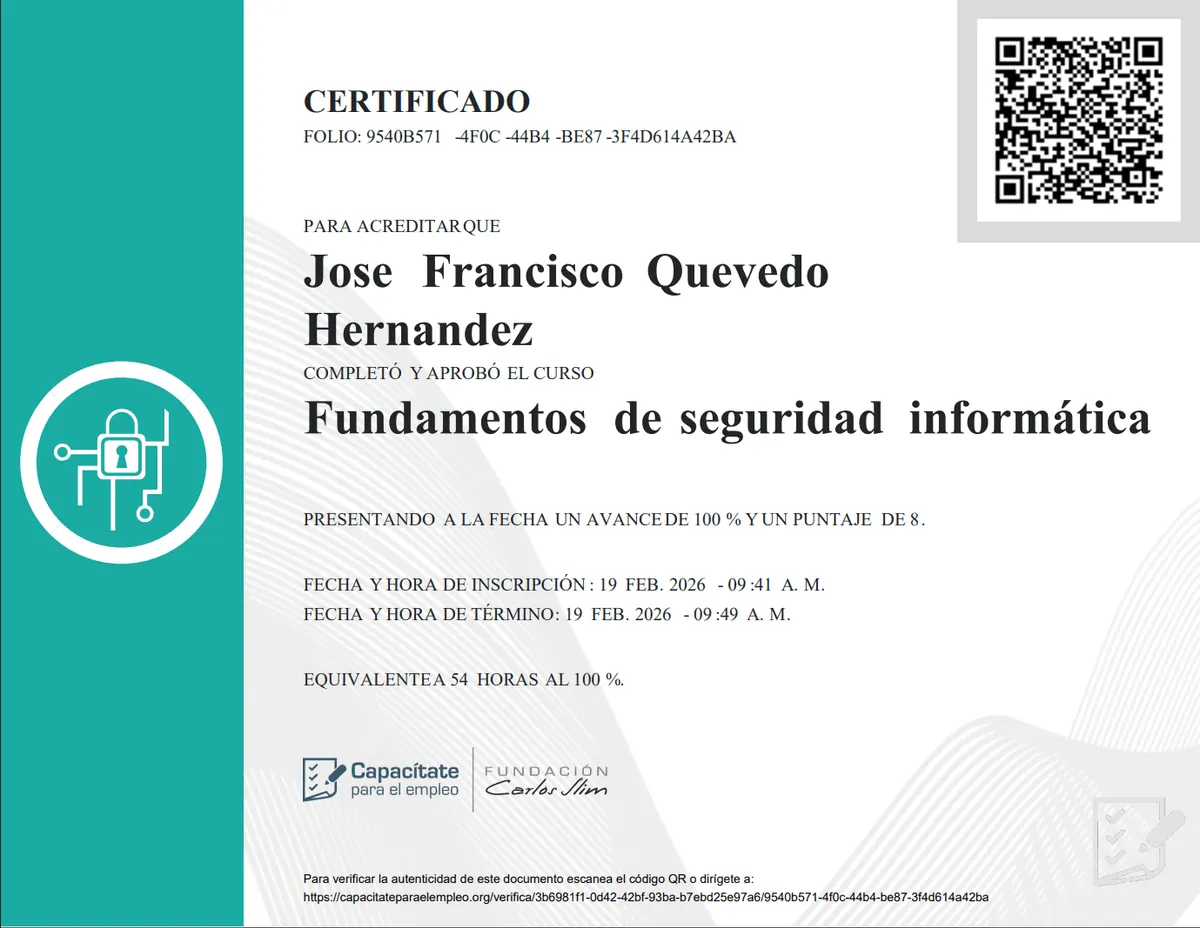 CERTIFICADO
FOLIO: 9540B571 -4F0C -44B4 -BE87 -3F4D614A42BA
PARA ACREDITAR QUE
Jose Francisco Quevedo
Hernandez
COMPLETÓ Y APROBÓ EL CURSO
Fundamentos de seguridad informática
PRESENTANDO A LA FECHA UN AVANCE DE 100 % Y UN PUNTAJE DE 8.
FECHA Y HORA DE INSCRIPCIÓN : 19 FEB. 2026 - 09 :41 A. M.
FECHA Y HORA DE TÉRMINO: 19 FEB. 2026 - 09 :49 A. M.
EQUIVALENTE A 54 HORAS AL 100 %.
Capacítate
para el empleo
FUNDACIÓN
Carlos Slim
Para verificar la autenticidad de este documento escanea el código QR o dirígete a:
https://capacitateparaelempleo.org/verifica/3b6981f1-0d42-42bf-93ba-b7ebd25e97a6/9540b571-4f0c-44b4-be87-3f4d614a42ba